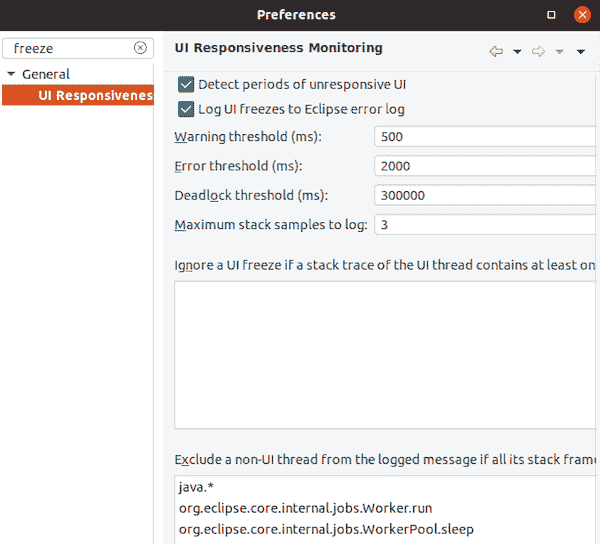 Preferences
freeze
General
UI Responsivenes
UI Responsiveness Monitoring
Detect periods of unresponsive UI
Log UI freezes to Eclipse error log
Warning threshold (ms): 500
Error threshold (ms): 2000
Deadlock threshold (ms): 300000
Maximum stack samples to log: 3
Ignore a UI freeze if a stack trace of the UI thread contains at least on
Exclude a non-UI thread from the logged message if all its stack frame
java.*
org.eclipse.core.internal.jobs.Worker.run
org.eclipse.core.internal.jobs.WorkerPool.sleep